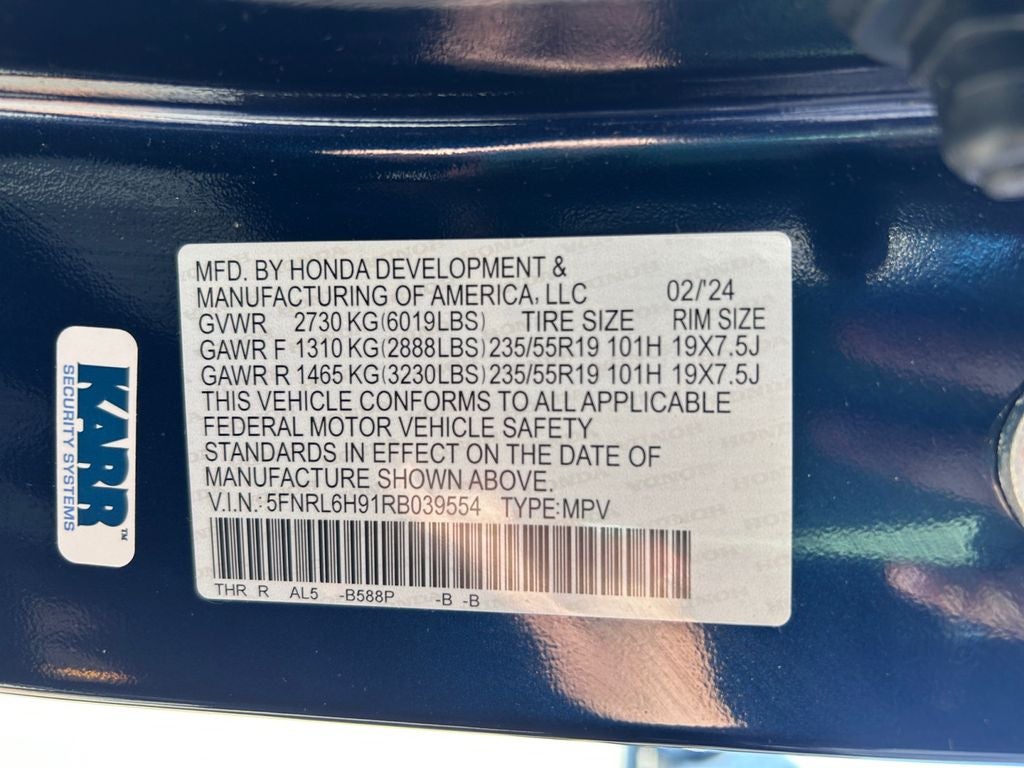 MFD. BY HONDA DEVELOPMENT &
MANUFACTURING OF AMERICA, LLC 02/'24
GVWR 2730 KG(6019LBS) TIRE SIZE RIM SIZE
GAWR F 1310 KG(2888LBS) 235/55R19 101H 19X7.5J
GAWR R 1465 KG(3230LBS) 235/55R19 101H 19X7.5J
THIS VEHICLE CONFORMS TO ALL APPLICABLE
FEDERAL MOTOR VEHICLE SAFETY
STANDARDS IN EFFECT ON THE DATE OF
MANUFACTURE SHOWN ABOVE.
V.I.N.: 5FNRL6H91RB039554 TYPE:MPV
THR R AL5 -B588P -B -B
KARR™
SECURITY SYSTEMS